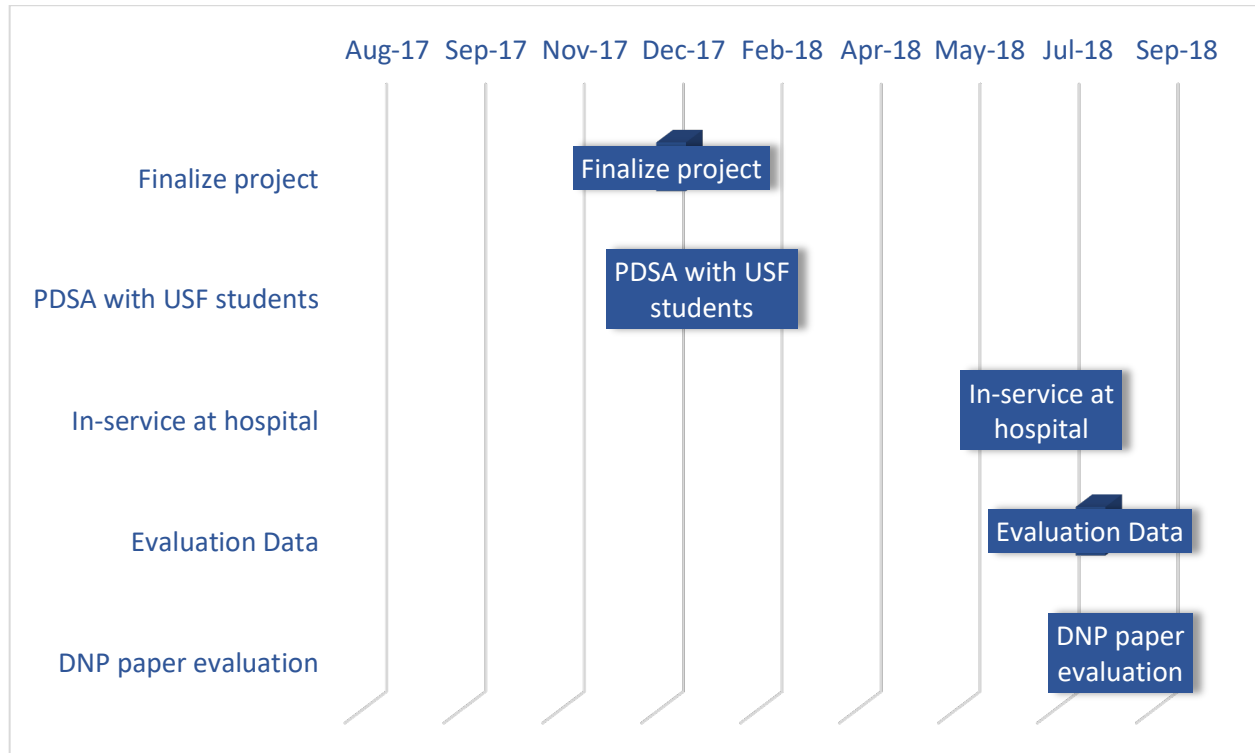 Aug-17 Sep-17 Nov-17 Dec-17 Feb-18 Apr-18 May-18 Jul-18 Sep-18
Finalize project
Finalize project
PDSA with USF students
PDSA with USF
students
In-service at hospital
In-service at
hospital
Evaluation Data
Evaluation Data
DNP paper evaluation
DNP paper
evaluation